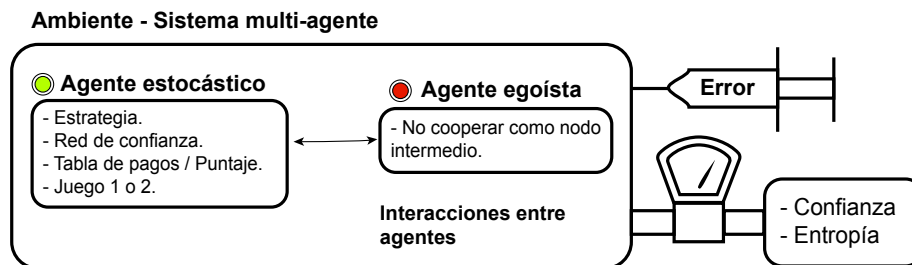 Ambiente - Sistema multi-agente
Agente estocástico
- Estrategia.
- Red de confianza.
- Tabla de pagos / Puntaje.
- Juego 1 o 2.
Agente egoísta
- No cooperar como nodo
intermedio.
Interacciones entre
agentes
Error
- Confianza
- Entropía